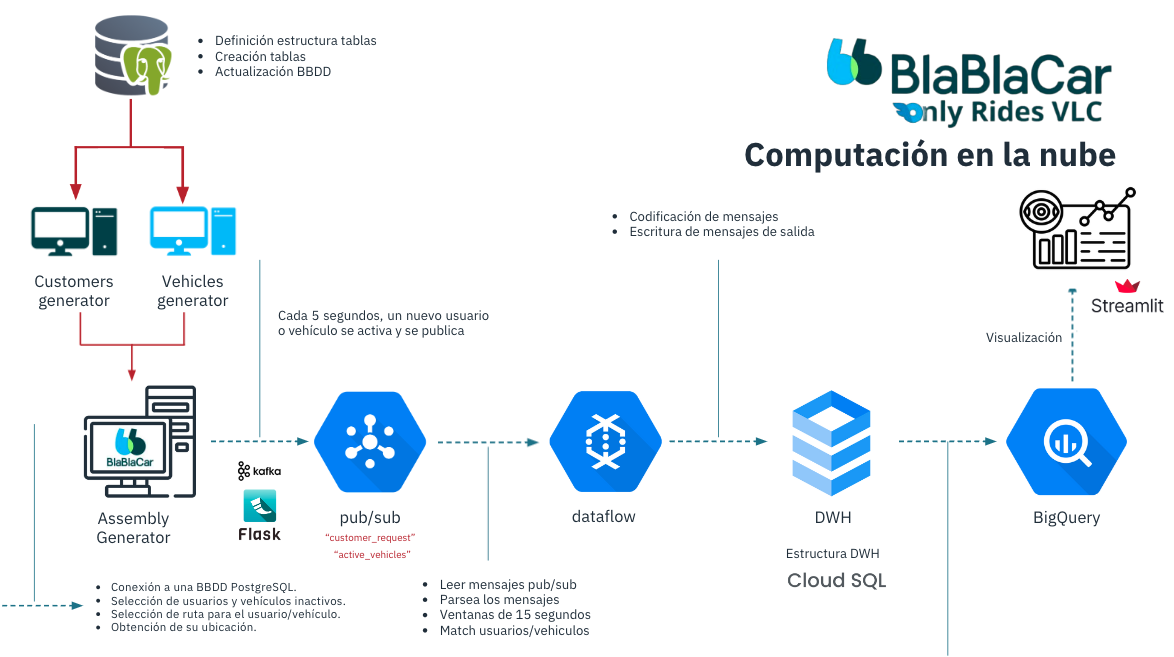 • Definición estructura tablas
• Creación tablas
• Actualización BBDD
BlaBlaCar
Only Rides VLC
Computación en la nube
Customers
generator
Vehicles
generator
• Codificación de mensajes
• Escritura de mensajes de salida
Streamlit
Visualización
Cada 5 segundos, un nuevo usuario
o vehículo se activa y se publica
BlaBlaCar
Assembly
Generator
kafka
Flask
pub/sub
“customer_request”
“active_vehicles”
dataflow
DWH
Estructura DWH
Cloud SQL
BigQuery
• Conexión a una BBDD PostgreSQL.
• Selección de usuarios y vehículos inactivos.
• Selección de ruta para el usuario/vehículo.
• Obtención de su ubicación.
• Leer mensajes pub/sub
• Parsea los mensajes
• Ventanas de 15 segundos
• Match usuarios/vehiculos